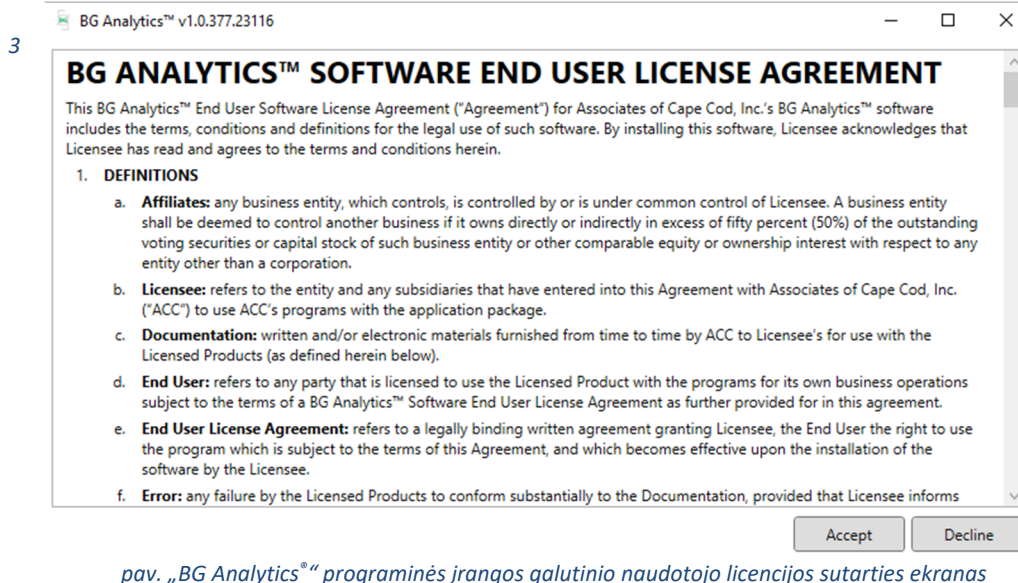 BG Analytics™ v1.0.377.23116
3
BG ANALYTICS™ SOFTWARE END USER LICENSE AGREEMENT
This BG Analytics™ End User Software License Agreement (“Agreement”) for Associates of Cape Cod, Inc.’s BG Analytics™ software
includes the terms, conditions and definitions for the legal use of such software. By installing this software, Licensee acknowledges that
Licensee has read and agrees to the terms and conditions herein.
1. DEFINITIONS
a. Affiliates: any business entity, which controls, is controlled by or is under common control of Licensee. A business entity
shall be deemed to control another business if it owns directly or indirectly in excess of fifty percent (50%) of the outstanding
voting securities or capital stock of such business entity or other comparable equity or ownership interest with respect to any
entity other than a corporation.
b. Licensee: refers to the entity and any subsidiaries that have entered into this Agreement with Associates of Cape Cod, Inc.
(“ACC”) to use ACC’s programs with the application package.
c. Documentation: written and/or electronic materials furnished from time to time by ACC to Licensee’s for use with the
Licensed Products (as defined herein below).
d. End User: refers to any party that is licensed to use the Licensed Product with the programs for its own business operations
subject to the terms of a BG Analytics™ Software End User License Agreement as further provided for in this agreement.
e. End User License Agreement: refers to a legally binding written agreement granting Licensee, the End User the right to use
the program which is subject to the terms of this Agreement, and which becomes effective upon the installation of the
software by the Licensee.
f. Error: any failure by the Licensed Products to conform substantially to the Documentation, provided that Licensee informs
Accept Decline
pav. „BG Analytics®“ programinės įrangos galutinio naudotojo licencijos sutarties ekranas